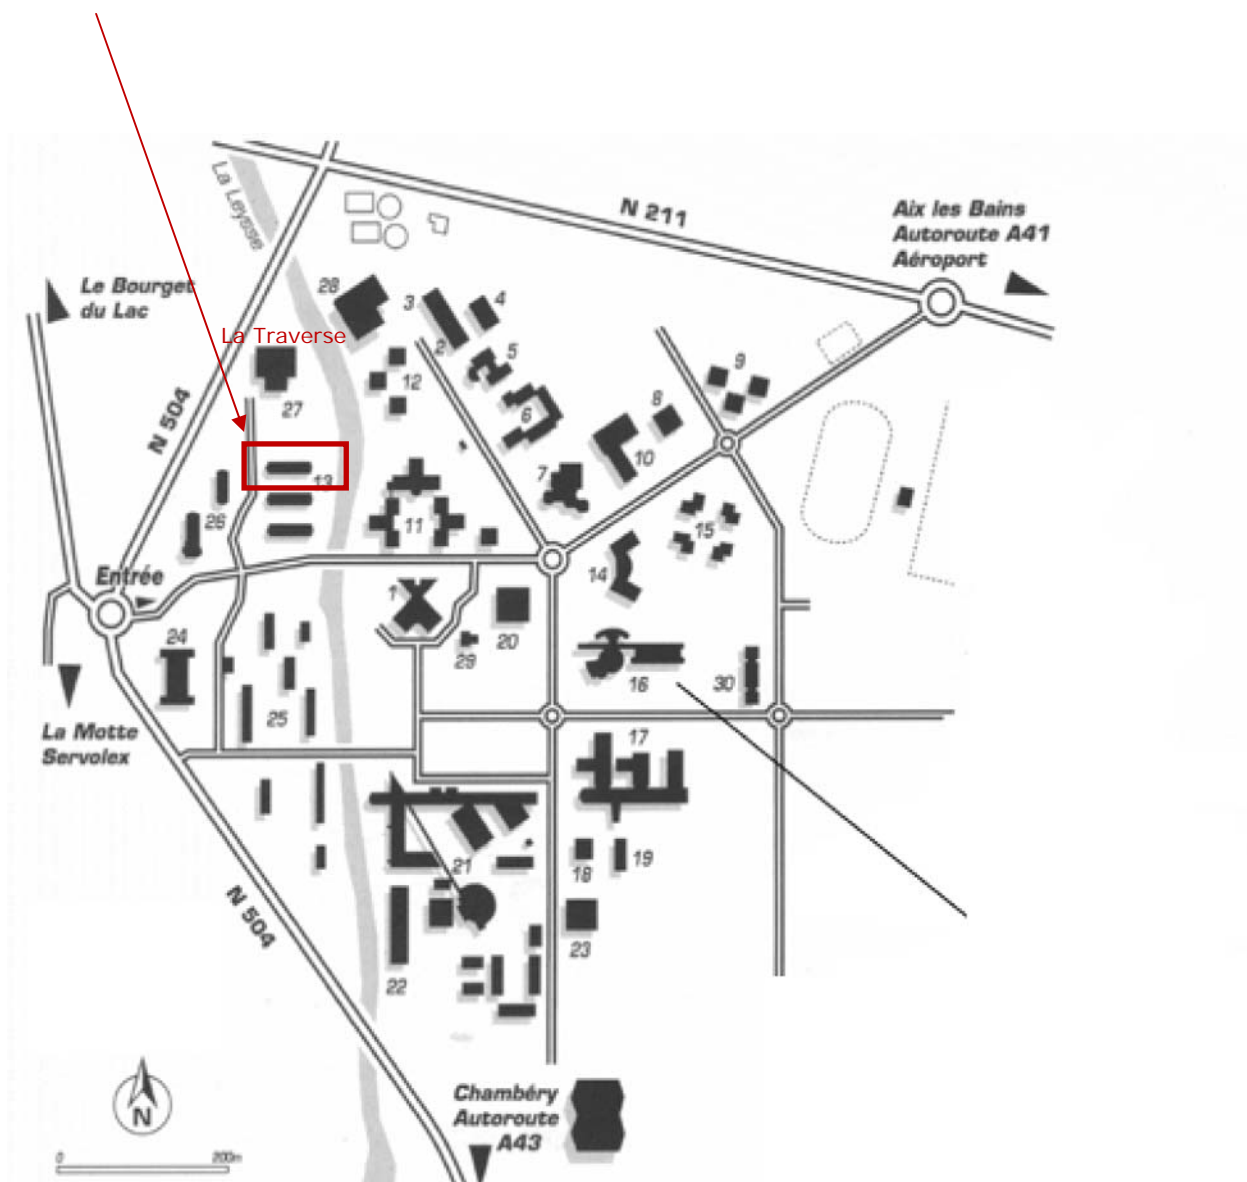 La Leysse
N 211
Aix les Bains
Autoroute A41
Aéroport
Le Bourget
du Lac
28
3
4
La Traverse
2
5
9
12
27
6
8
N 504
10
7
13
26
11
15
14
Entrée
1
24
20
29
16
30
25
La Motte
Servolex
17
18
19
21
N 504
23
22
Chambéry
Autoroute
A43
N
0
200m